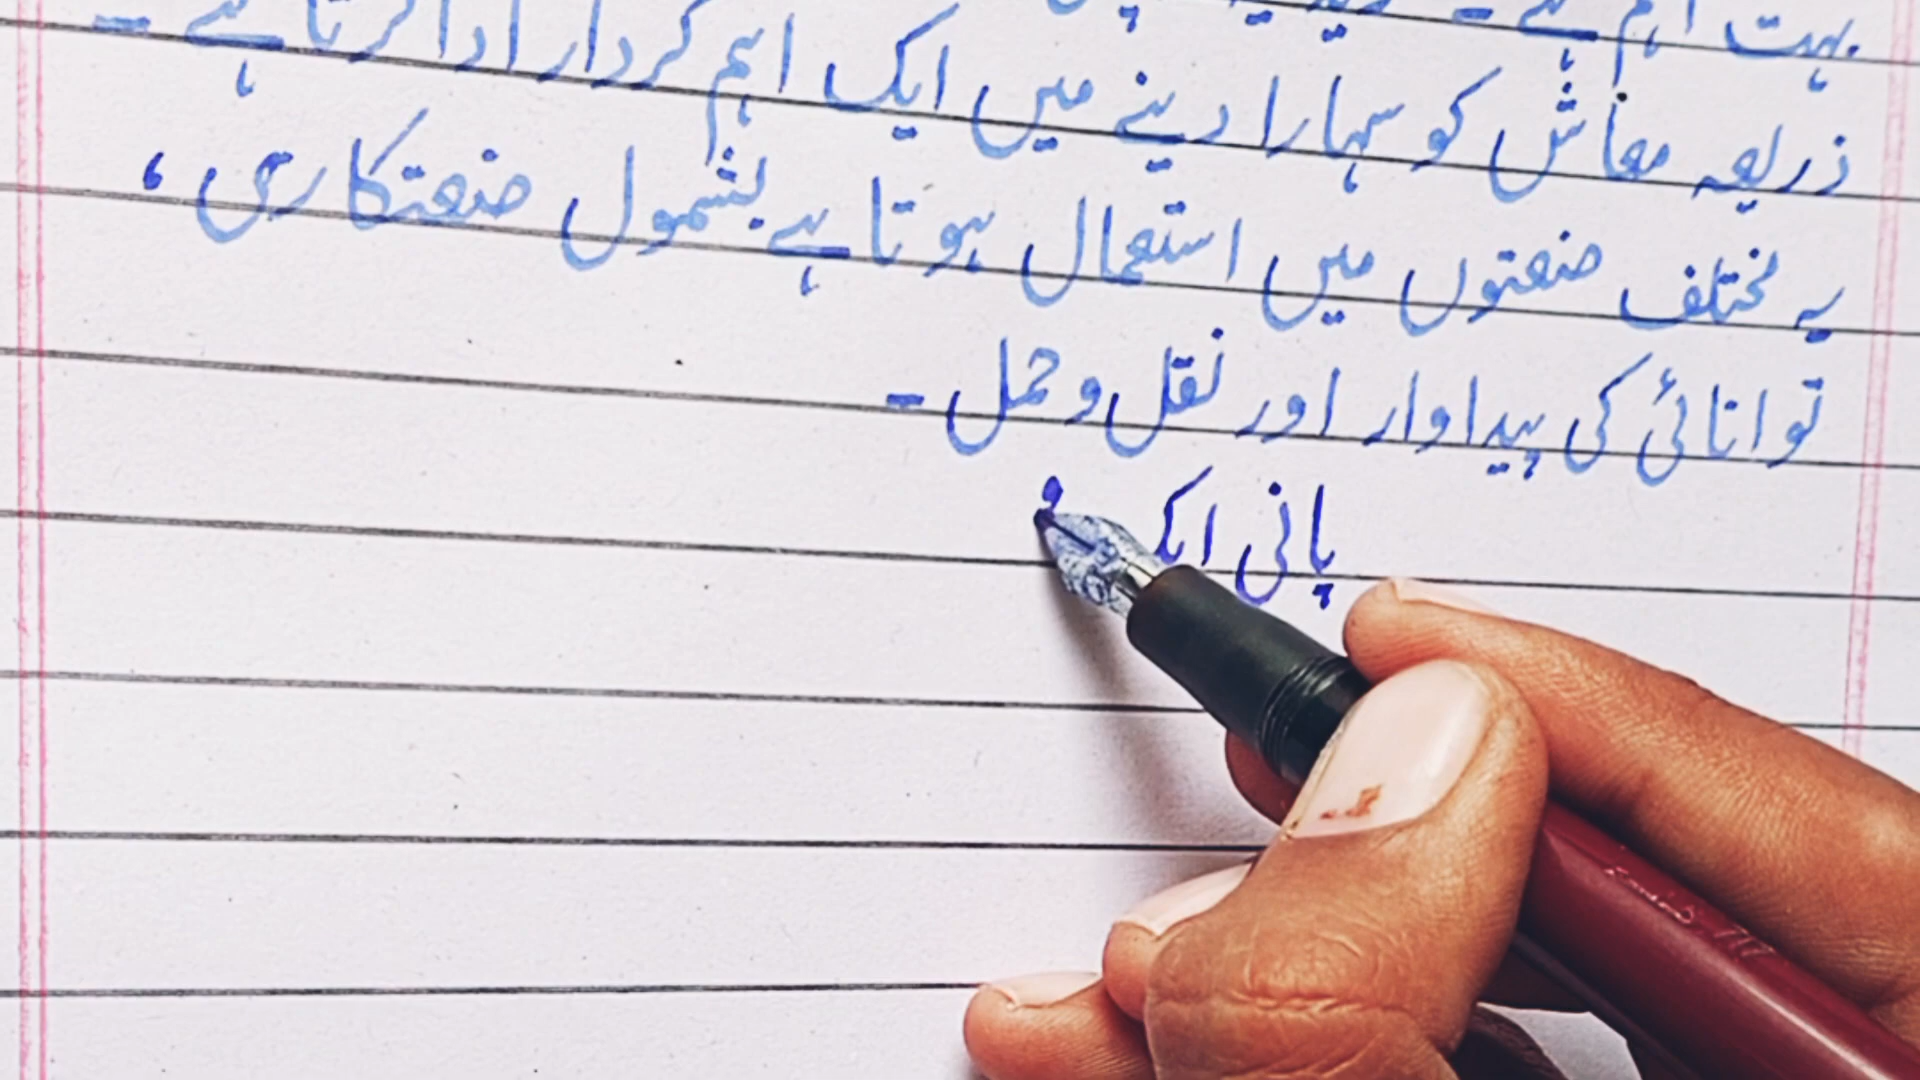 بہت اہم ہے۔
ذریعہ معاش کو سہارا دینے میں ایک اہم کردار ادا کرتا ہے۔
یہ مختلف صنعتوں میں استعمال ہوتا ہے بشمول صنعتکاری،
توانائی کی پیداوار اور نقل و حمل۔
پانی ایک